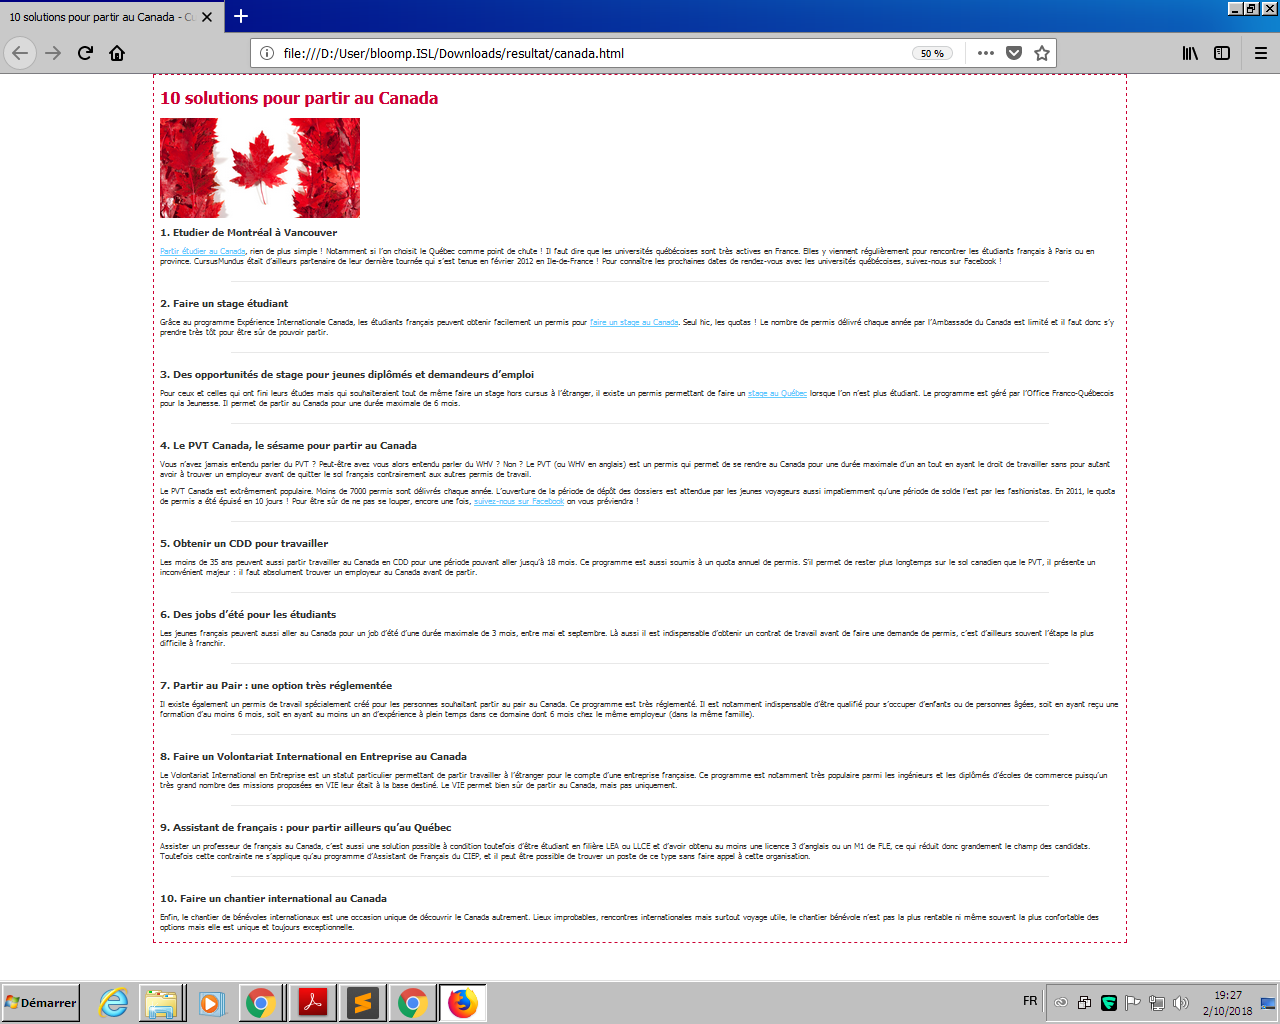 10 solutions pour partir au Canada - Cu
file:///D:/User/bloomp.ISL/Downloads/resultat/canada.html
50 %
10 solutions pour partir au Canada
1. Etudier de Montréal à Vancouver
Partir étudier au Canada, rien de plus simple ! Notamment si l'on choisit le Québec comme point de chute ! Il faut dire que les universités québécoises sont très actives en France. Elles y viennent régulièrement pour rencontrer les étudiants français à Paris ou en
province. CursusMundus était d'ailleurs partenaire de leur dernière tournée qui s'est tenue en février 2012 en Ile-de-France ! Pour connaître les prochaines dates de rendez-vous avec les universités québécoises, suivez-nous sur Facebook !
2. Faire un stage étudiant
Grâce au programme Expérience Internationale Canada, les étudiants français peuvent obtenir facilement un permis pour faire un stage au Canada. Seul hic, les quotas ! Le nombre de permis délivré chaque année par l'Ambassade du Canada est limité et il faut donc s'y
prendre très tôt pour être sûr de pouvoir partir.
3. Des opportunités de stage pour jeunes diplômés et demandeurs d'emploi
Pour ceux et celles qui ont fini leurs études mais qui souhaiteraient tout de même faire un stage hors cursus à l'étranger, il existe un permis permettant de faire un stage au Québec lorsque l'on n'est plus étudiant. Le programme est géré par l'Office Franco-Québecois
pour la Jeunesse. Il permet de partir au Canada pour une durée maximale de 6 mois.
4. Le PVT Canada, le sésame pour partir au Canada
Vous n'avez jamais entendu parler du PVT ? Peut-être avez vous alors entendu parler du WHV ? Non ? Le PVT (ou WHV en anglais) est un permis qui permet de se rendre au Canada pour une durée maximale d'un an tout en ayant le droit de travailler sans pour autant
avoir à trouver un employeur avant de quitter le sol français contrairement aux autres permis de travail.
Le PVT Canada est extrêmement populaire. Moins de 7000 permis sont délivrés chaque année. L'ouverture de la période de dépôt des dossiers est attendue par les jeunes voyageurs aussi impatiemment qu'une période de solde l'est par les fashionistas. En 2011, le quota
de permis a été épuisé en 10 jours ! Pour être sûr de ne pas se louper, encore une fois, suivez-nous sur Facebook on vous préviendra !
5. Obtenir un CDD pour travailler
Les moins de 35 ans peuvent aussi partir travailler au Canada en CDD pour une période pouvant aller jusqu'à 18 mois. Ce programme est aussi soumis à un quota annuel de permis. S'il permet de rester plus longtemps sur le sol canadien que le PVT, il présente un
inconvénient majeur : il faut absolument trouver un employeur au Canada avant de partir.
6. Des jobs d'été pour les étudiants
Les jeunes français peuvent aussi aller au Canada pour un job d'été d'une durée maximale de 3 mois, entre mai et septembre. Là aussi il est indispensable d'obtenir un contrat de travail avant de faire une demande de permis, c'est d'ailleurs souvent l'étape la plus
difficile à franchir.
7. Partir au Pair : une option très réglementée
Il existe également un permis de travail spécialement créé pour les personnes souhaitant partir au pair au Canada. Ce programme est très réglementé. Il est notamment indispensable d'être qualifié pour s'occuper d'enfants ou de personnes âgées, soit en ayant reçu une
formation d'au moins 6 mois, soit en ayant au moins un an d'expérience à plein temps dans ce domaine dont 6 mois chez le même employeur (dans la même famille).
8. Faire un Volontariat International en Entreprise au Canada
Le Volontariat International en Entreprise est un statut particulier permettant de partir travailler à l'étranger pour le compte d'une entreprise française. Ce programme est notamment très populaire parmi les ingénieurs et les diplômés d'écoles de commerce puisqu'un
très grand nombre des missions proposées en VIE leur était à la base destiné. Le VIE permet bien sûr de partir au Canada, mais pas uniquement.
9. Assistant de français : pour partir ailleurs qu'au Québec
Assister un professeur de français au Canada, c'est aussi une solution possible à condition toutefois d'être étudiant en filière LEA ou LLCE et d'avoir obtenu au moins une licence 3 d'anglais ou un M1 de FLE, ce qui réduit donc grandement le champ des candidats.
Toutefois cette contrainte ne s'applique qu'au programme d'Assistant de Français du CIEP, et il peut être possible de trouver un poste de ce type sans faire appel à cette organisation.
10. Faire un chantier international au Canada
Enfin, le chantier de bénévoles internationaux est une occasion unique de découvrir le Canada autrement. Lieux improbables, rencontres internationales mais surtout voyage utile, le chantier bénévole n'est pas la plus rentable ni même souvent la plus confortable des
options mais elle est unique et toujours exceptionnelle.
Démarrer
FR
19:27
2/10/2018